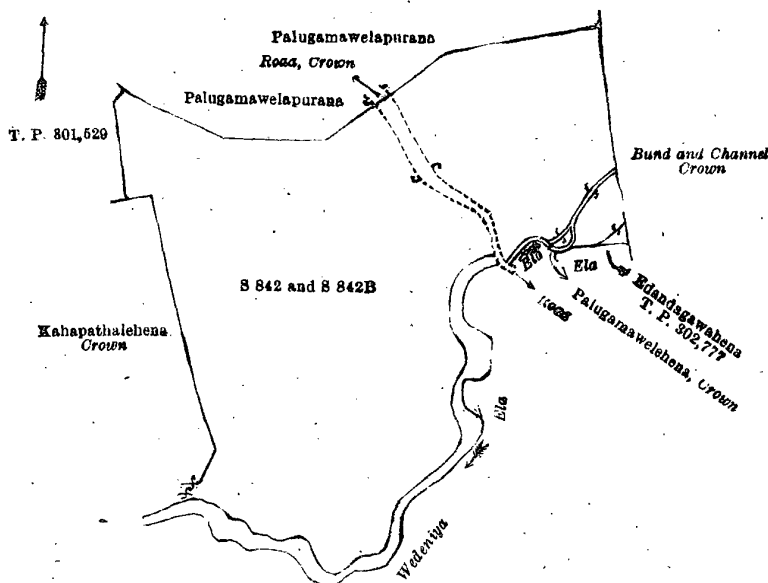 Palugamawelapurana
Road, Crown
Palugamawelapurana
T. P. 301,529
Bund and Channel
Crown
S 842 and S 842B
Ela
Ela
Edandagawahena
T. P. 302,777
Palugamawelehena, Crown
Road
Kahapathalehena
Crown
Ela
Wedeniya